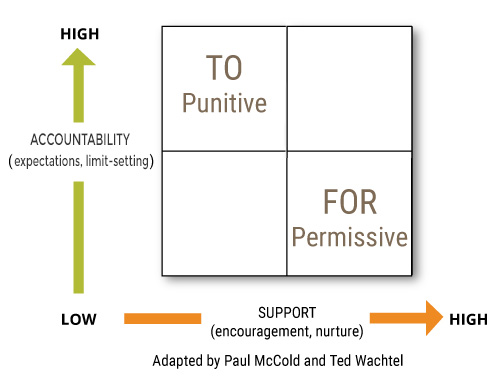 HIGH
TO
Punitive
ACCOUNTABILITY
(expectations, limit-setting)
FOR
Permissive
LOW
SUPPORT
(encouragement, nurture)
HIGH
Adapted by Paul McCold and Ted Wachtel